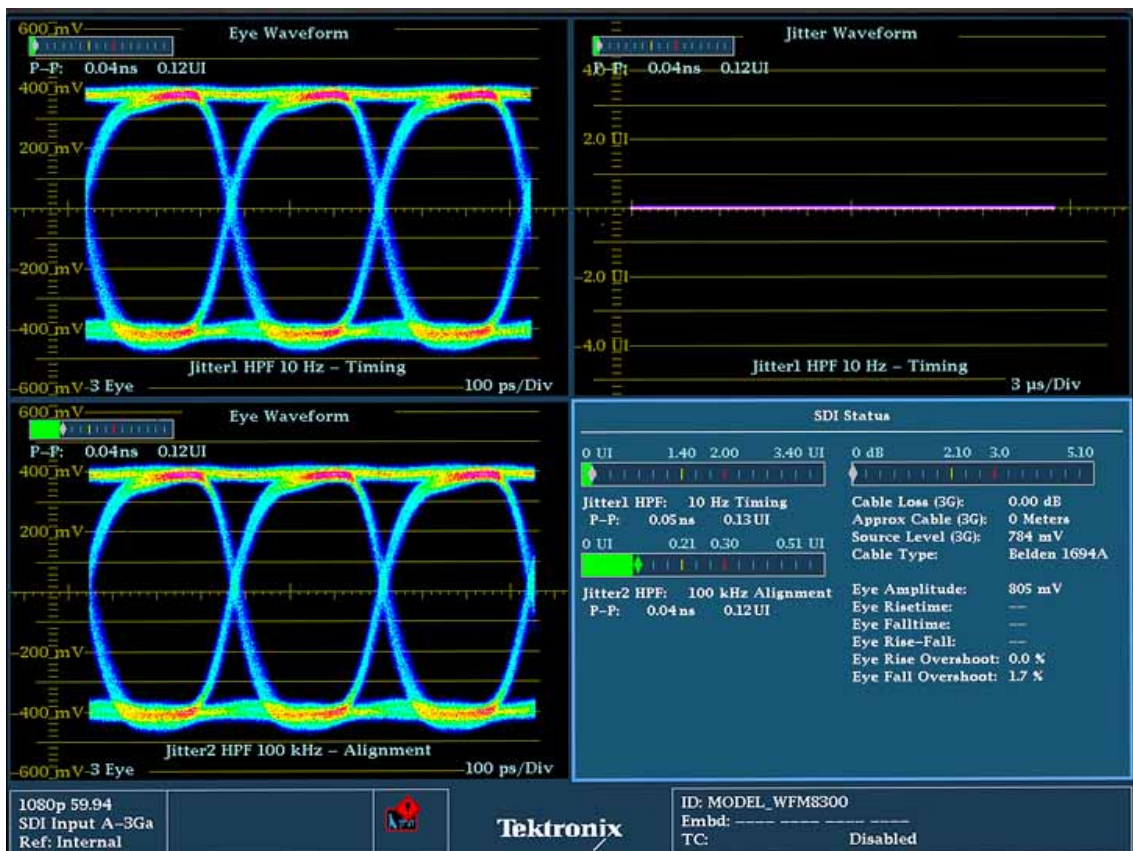 600 mV
Eye Waveform
P-P: 0.04ns 0.12UI
400 mV
200 mV
-200 mV
-400 mV
Jitter1 HPF 10 Hz - Timing
-600 mV
3 Eye
100 ps/Div
Jitter Waveform
P-P: 0.04ns 0.12UI
4.0 UI
2.0 UI
-2.0 UI
-4.0 UI
Jitter1 HPF 10 Hz - Timing
3 µs/Div
600 mV
Eye Waveform
P-P: 0.04ns 0.12UI
400 mV
200 mV
-200 mV
-400 mV
Jitter2 HPF 100 kHz - Alignment
-600 mV
3 Eye
100 ps/Div
SDI Status
0 UI 1.40 2.00 3.40 UI
Jitter1 HPF: 10 Hz Timing
P-P: 0.05ns 0.13UI
0 UI 0.21 0.30 0.51 UI
Jitter2 HPF: 100 kHz Alignment
P-P: 0.04ns 0.12UI
0 dB 2.10 3.0 5.10
Cable Loss (3G): 0.00 dB
Approx Cable (3G): 0 Meters
Source Level (3G): 784 mV
Cable Type: Belden 1694A
Eye Amplitude: 805 mV
Eye Risetime: --
Eye Falltime: --
Eye Rise-Fall: --
Eye Rise Overshoot: 0.0 %
Eye Fall Overshoot: 1.7 %
1080p 59.94
SDI Input A-3Ga
Ref: Internal
Tektronix
ID: MODEL_WFM8300
Embd: ---- ---- ---- ----
TC: Disabled